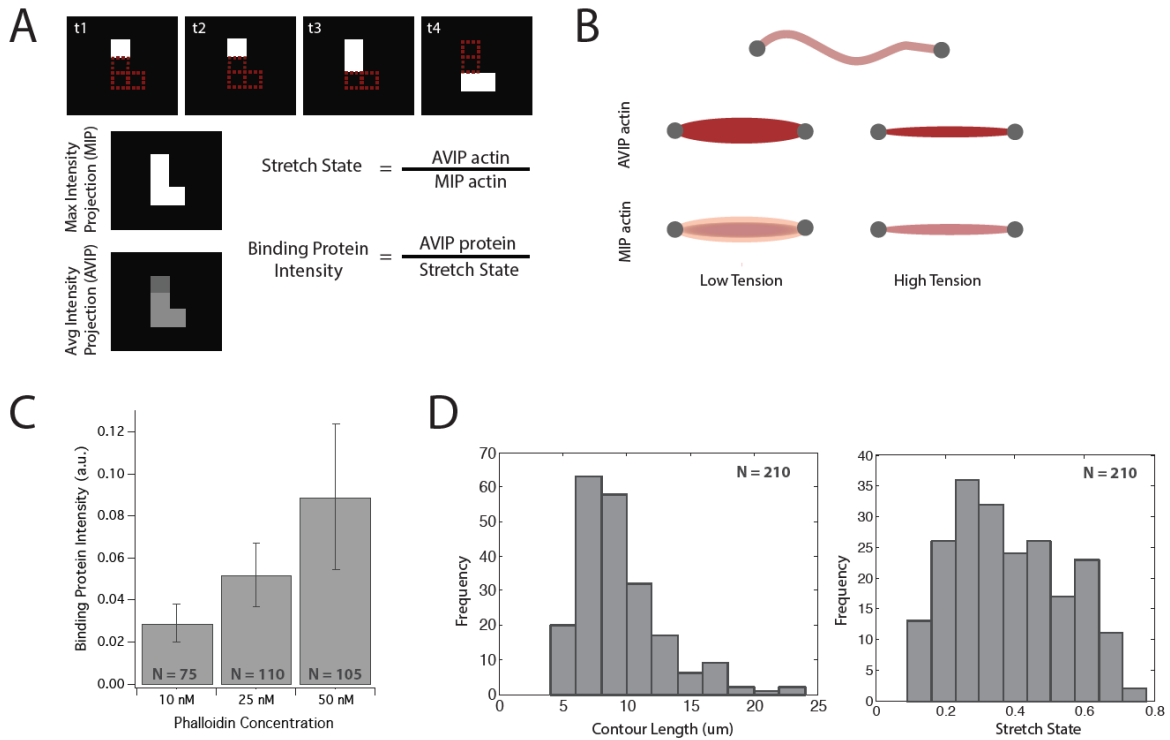 A
t1
t2
t3
t4
Max Intensity
Projection (MIP)
Stretch State = AVIP actin
MIP actin
Avg Intensity
Projection (AVIP)
Binding Protein
Intensity
= AVIP protein
Stretch State
B
AVIP actin
MIP actin
Low Tension
High Tension
C
Binding Protein Intensity (a.u.)
0.12
0.10
0.08
0.06
0.04
0.02
0.00
N = 75
N = 110
N = 105
10 nM
25 nM
50 nM
Phalloidin Concentration
D
Frequency
70
60
50
40
30
20
10
0
N = 210
5
10
15
20
25
Contour Length (um)
Frequency
40
35
30
25
20
15
10
5
0
N = 210
0
0.2
0.4
0.6
0.8
Stretch State